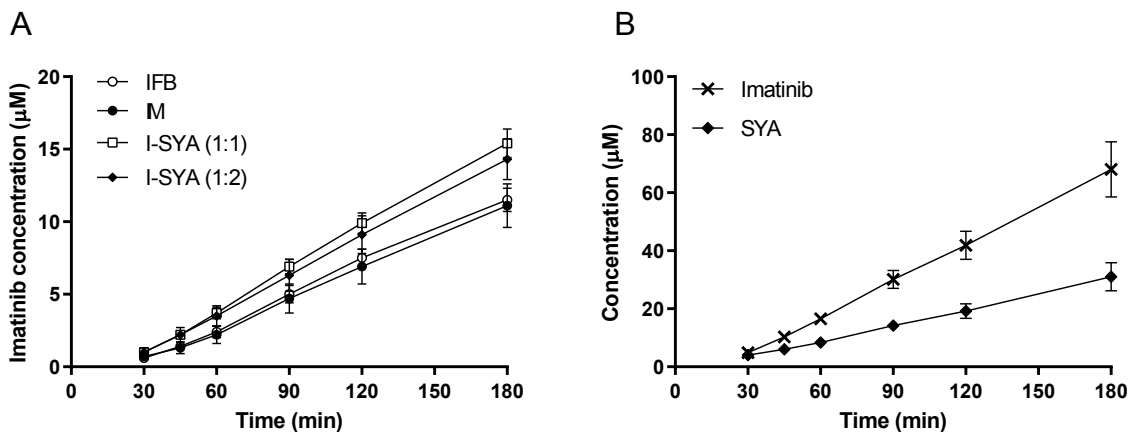 A
IFB
IM
I-SYA (1:1)
I-SYA (1:2)
Imatinib concentration (μM)
20
15
10
5
0
0 30 60 90 120 150 180
Time (min)
B
Imatinib
SYA
Concentration (μM)
100
80
60
40
20
0
0 30 60 90 120 150 180
Time (min)